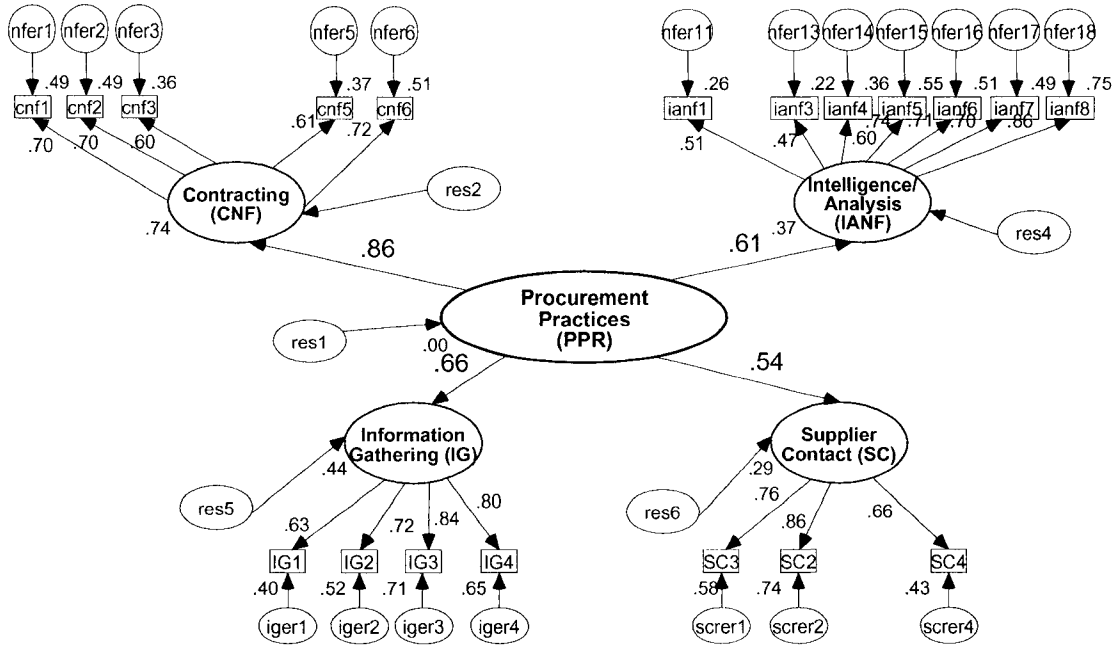 nfer1 nfer2 nfer3 nfer5 nfer6 nfer11 nfer13 nfer14 nfer15 nfer16 nfer17 nfer18
.49 .49 .36 .37 .51 .26 .22 .36 .55 .51 .49 .75
cnf1 cnf2 cnf3 cnf5 cnf6 ianf1 ianf3 ianf4 ianf5 ianf6 ianf7 ianf8
.70 .70 .60 .61 .72 .51 .47 .60 .74 .71 .70 .86
Contracting
(CNF)
res2
Intelligence/
Analysis
(IANF)
res4
.74 .86 .61 .37
Procurement
Practices
(PPR)
res1
.00
.66 .54
Information
Gathering (IG)
Supplier
Contact (SC)
.44 .29
res5 res6
.63 .72 .84 .80 .76 .86 .66
IG1 IG2 IG3 IG4 SC3 SC2 SC4
.40 .52 .71 .65 .58 .74 .43
iger1 iger2 iger3 iger4 screr1 screr2 screr4